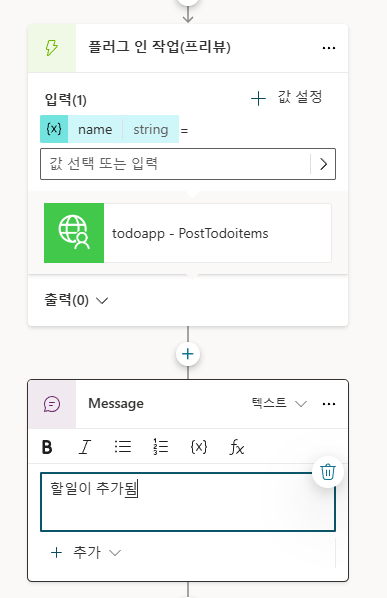 플러그 인 작업(프리뷰)
입력(1)
값 설정
{x} name string =
값 선택 또는 입력
todoapp - PostTodoitems
출력(0)
Message
텍스트
B I {x} fx
할일이 추가됨
추가